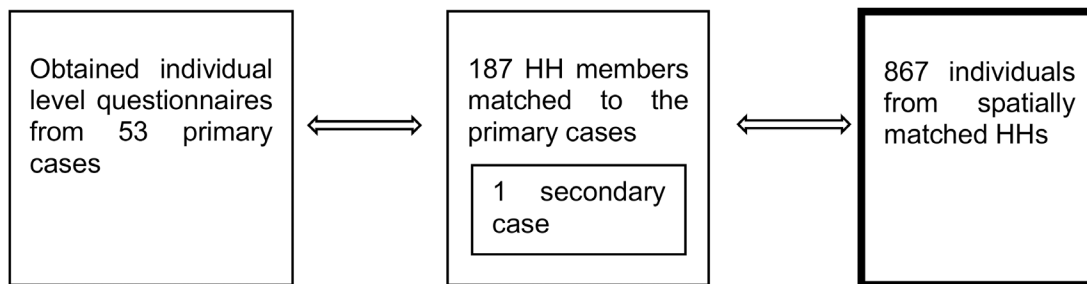 Obtained individual
level questionnaires
from 53 primary
cases
187 HH members
matched to the
primary cases
1 secondary
case
867 individuals
from spatially
matched HHs